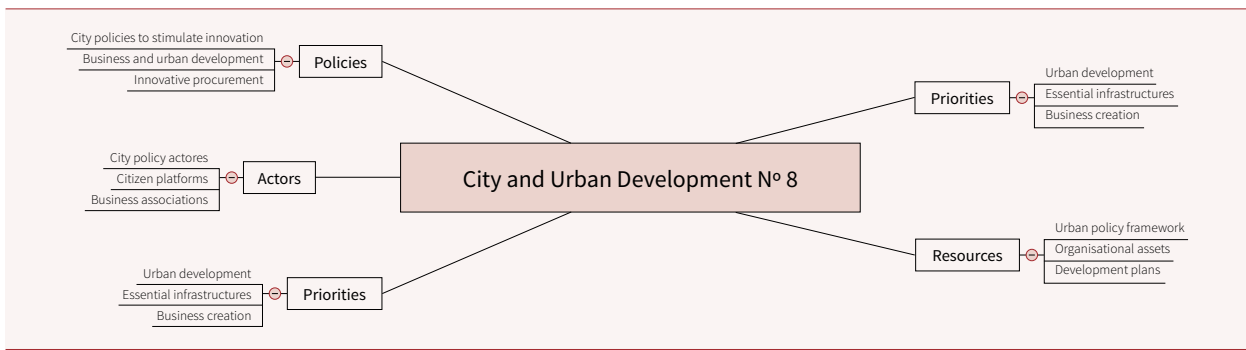 City policies to stimulate innovation
Business and urban development
Innovative procurement
Policies
City policy actores
Citizen platforms
Business associations
Actors
Urban development
Essential infrastructures
Business creation
Priorities
City and Urban Development Nº 8
Priorities
Urban development
Essential infrastructures
Business creation
Resources
Urban policy framework
Organisational assets
Development plans